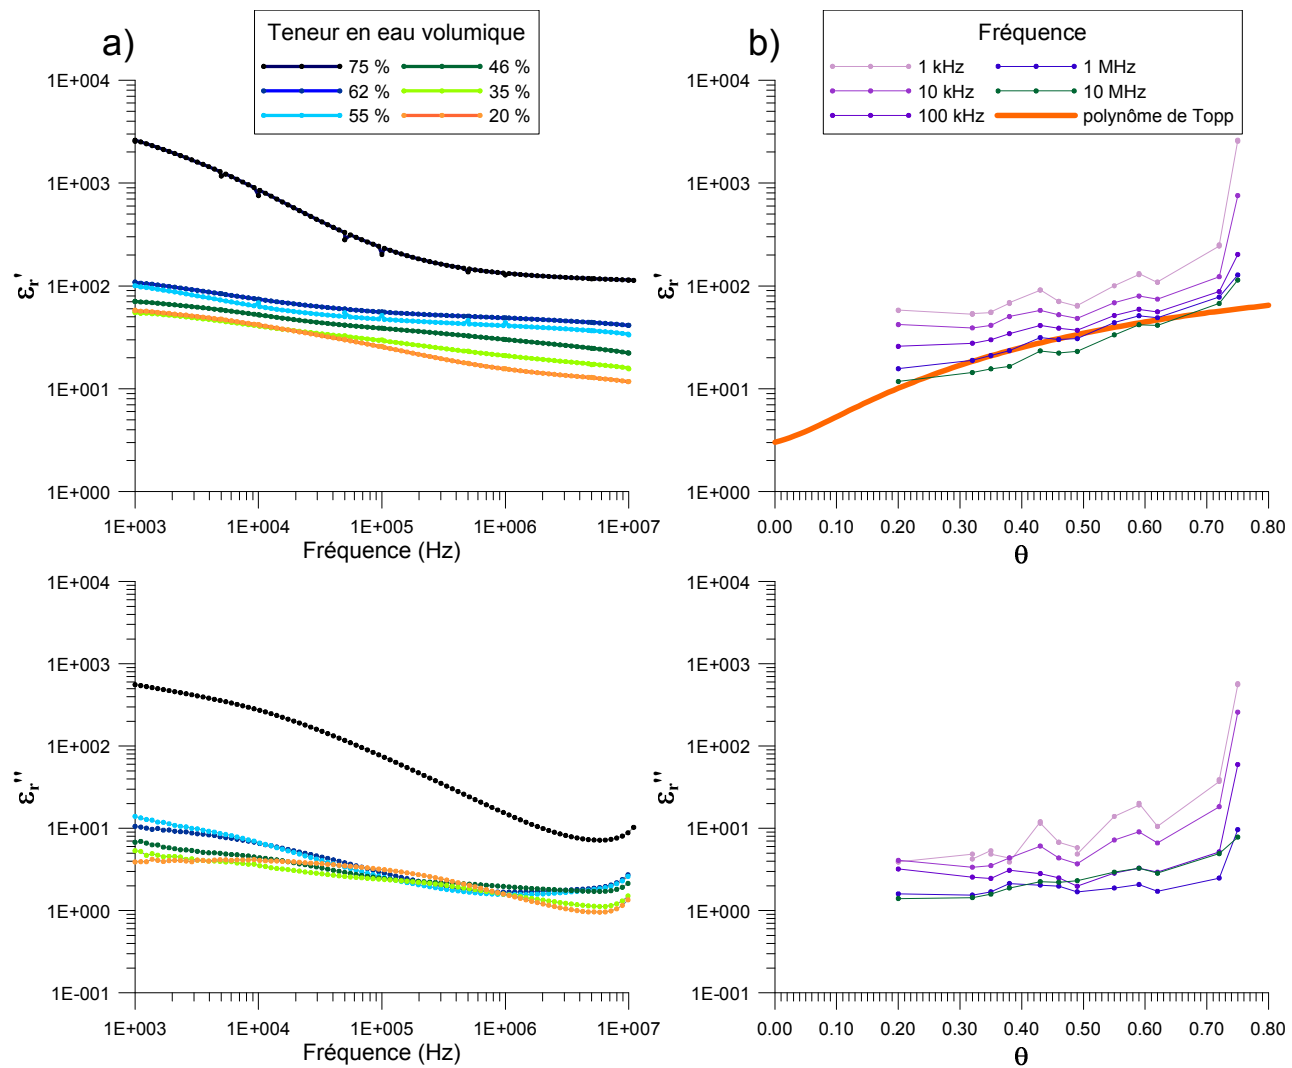 a)
Teneur en eau volumique
75 % 46 %
62 % 35 %
55 % 20 %
1E+004
1E+003
1E+002
1E+001
1E+000
εr'
1E+003 1E+004 1E+005 1E+006 1E+007
Fréquence (Hz)
b)
Fréquence
1 kHz 1 MHz
10 kHz 10 MHz
100 kHz polynôme de Topp
1E+004
1E+003
1E+002
1E+001
1E+000
εr'
0.00 0.20 0.30 0.40 0.50 0.60 0.70 0.80
θ
1E+004
1E+003
1E+002
1E+001
1E+000
1E-001
εr''
1E+003 1E+004 1E+005 1E+006 1E+007
Fréquence (Hz)
1E+004
1E+003
1E+002
1E+001
1E+000
1E-001
εr''
0.00 0.20 0.30 0.40 0.50 0.60 0.70 0.80
θ